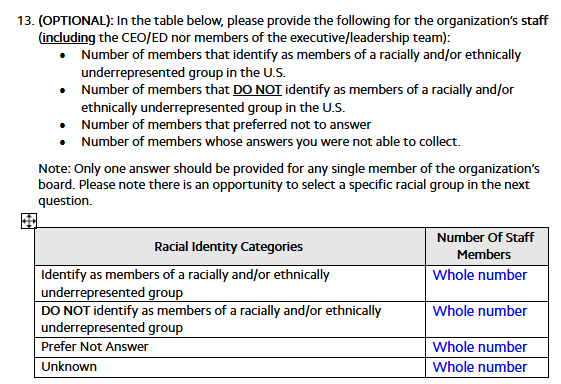 13. (OPTIONAL): In the table below, please provide the following for the organization's staff
(including the CEO/ED nor members of the executive/leadership team):
• Number of members that identify as members of a racially and/or ethnically
underrepresented group in the U.S.
• Number of members that DO NOT identify as members of a racially and/or
ethnically underrepresented group in the U.S.
• Number of members that preferred not to answer
• Number of members whose answers you were not able to collect.
Note: Only one answer should be provided for any single member of the organization's
board. Please note there is an opportunity to select a specific racial group in the next
question.
Racial Identity Categories
Number Of Staff
Members
Identify as members of a racially and/or ethnically
underrepresented group
Whole number
DO NOT identify as members of a racially and/or ethnically
underrepresented group
Whole number
Prefer Not Answer
Whole number
Unknown
Whole number